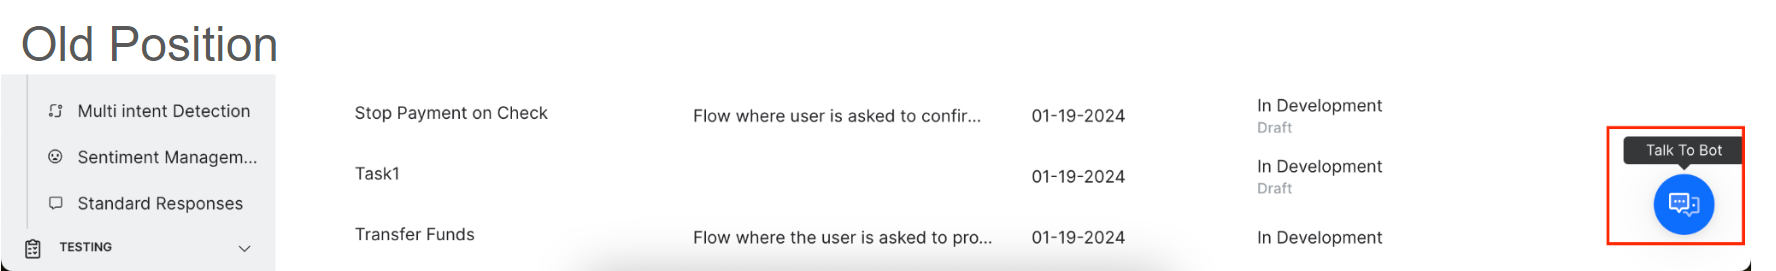 Old Position
Multi intent Detection
Sentiment Managem...
Standard Responses
TESTING
Stop Payment on Check
Flow where user is asked to confir...
01-19-2024
In Development
Draft
Task1
01-19-2024
In Development
Draft
Transfer Funds
Flow where the user is asked to pro...
01-19-2024
In Development
Talk To Bot